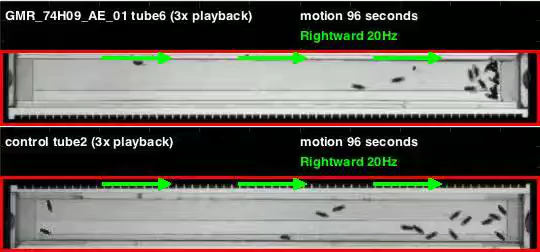 GMR_74H09_AE_01 tube6 (3x playback)
motion 96 seconds
Rightward 20Hz
control tube2 (3x playback)
motion 96 seconds
Rightward 20Hz